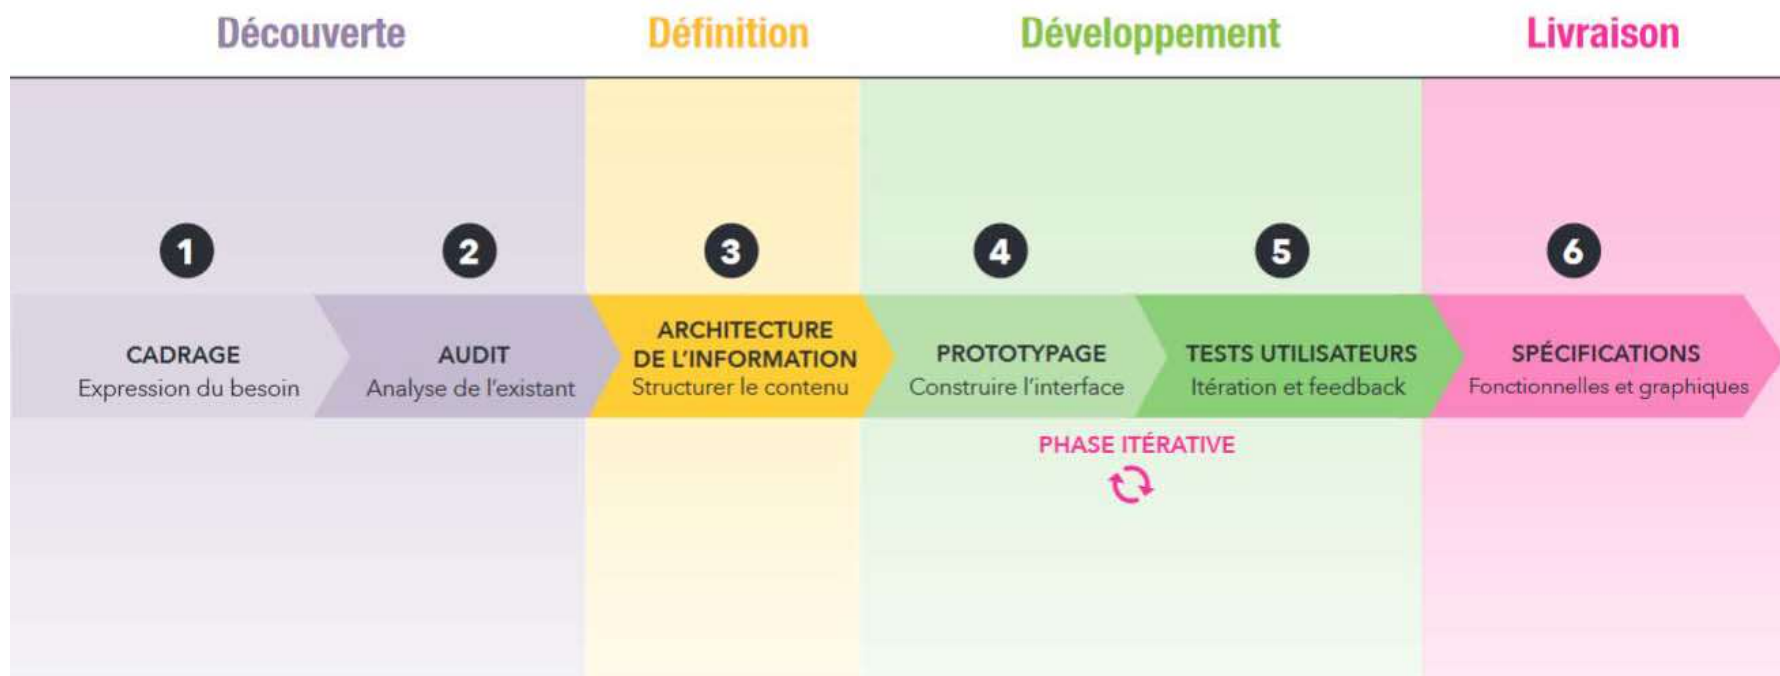 Découverte
Définition
Développement
Livraison
1
2
3
4
5
6
CADRAGE
Expression du besoin
AUDIT
Analyse de l'existant
ARCHITECTURE
DE L'INFORMATION
Structurer le contenu
PROTOTYPAGE
Construire l'interface
TESTS UTILISATEURS
Itération et feedback
SPÉCIFICATIONS
Fonctionnelles et graphiques
PHASE ITÉRATIVE